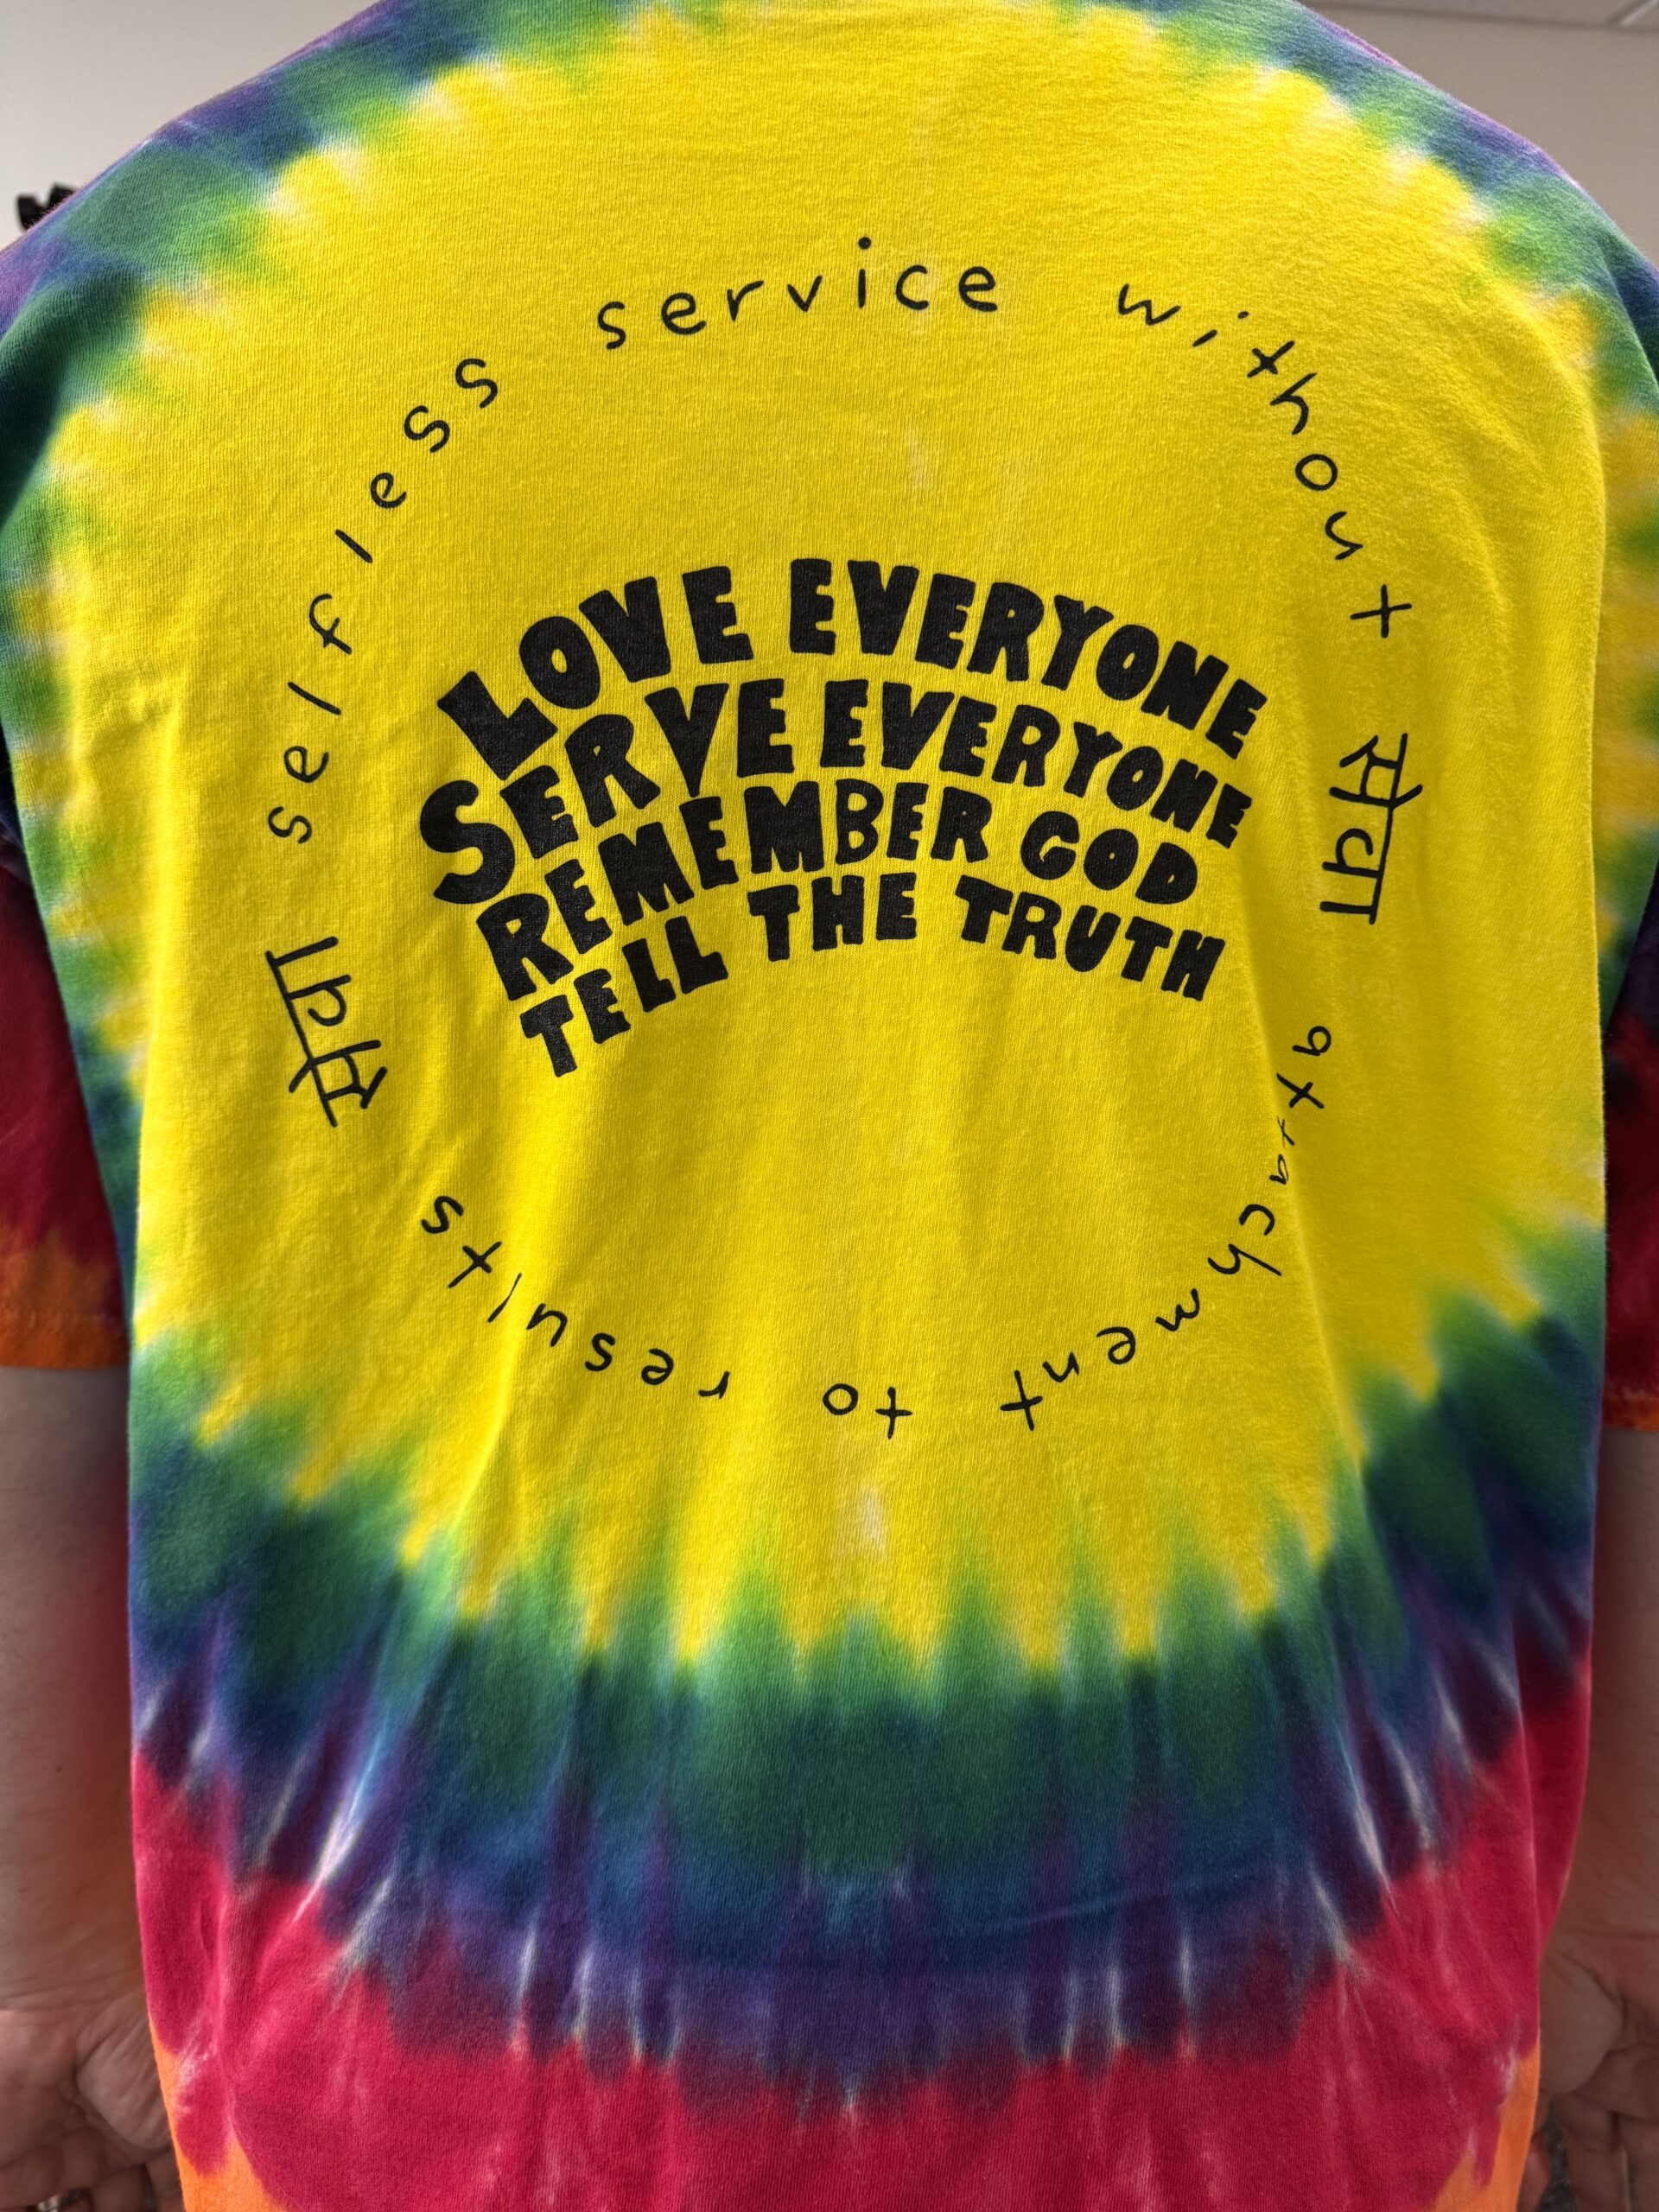 selfless service without सेवा
attachment to results सेवा
LOVE EVERYONE
SERVE EVERYONE
REMEMBER GOD
TELL THE TRUTH